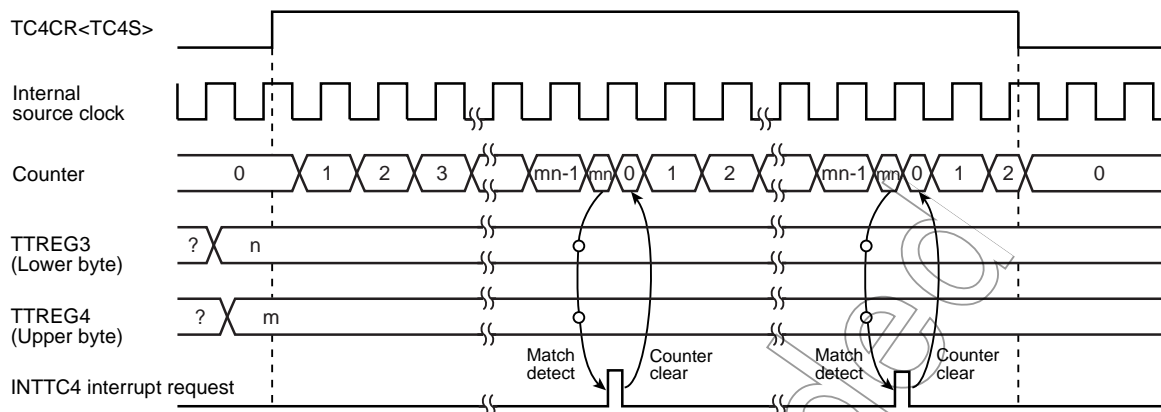 TC4CR<TC4S>
Internal
source clock
Counter
0 1 2 3 mn-1 mn 0 1 2 mn-1 mn 0 1 2 0
TTREG3
(Lower byte)
? n
TTREG4
(Upper byte)
? m
Match
detect
Counter
clear
Match
detect
Counter
clear
INTTC4 interrupt request